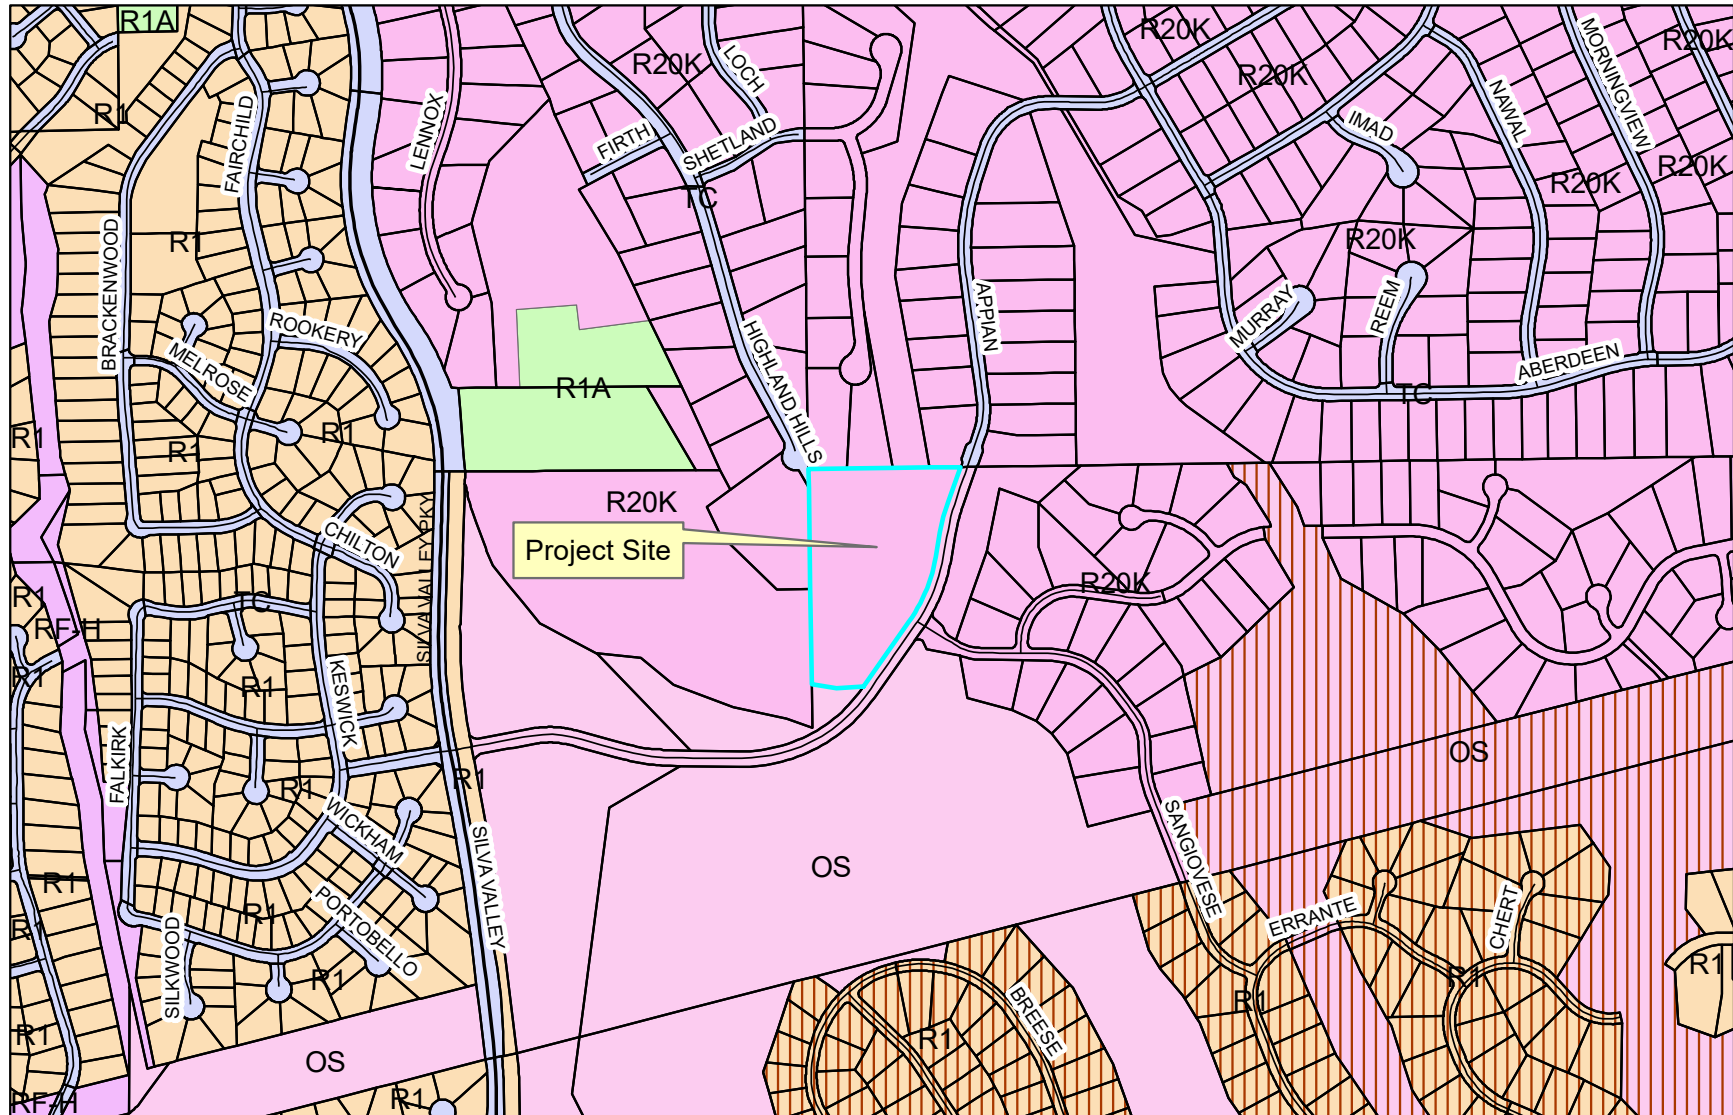 R1A
R20K
R20K
R20K
R20K
LOCH
MORNINGVIEW
NAWAL
R1
LENNOX
FAIRCHILD
FIRTH
SHETLAND
IMAD
R20K
R20K
TC
R1
BRACKENWOOD
R20K
ROOKERY
APPIAN
MURRAY
REEM
MELROSE
HIGHLAND HILLS
ABERDEEN
R1A
TC
R1
R1
R1
R20K
SILVA VALLEY PKY
CHILTON
Project Site
R20K
R1
TC
RF-H
R1
R1
KESWICK
FALKIRK
R1
R1
OS
WICKHAM
SANGIOVESE
SILVA VALLEY
OS
R1
R1
PORTOBELLO
ERRANTE
CHERT
R1
SILKWOOD
R1
R1
R1
R1
BREESE
R1
R1
OS
R1
RF-H